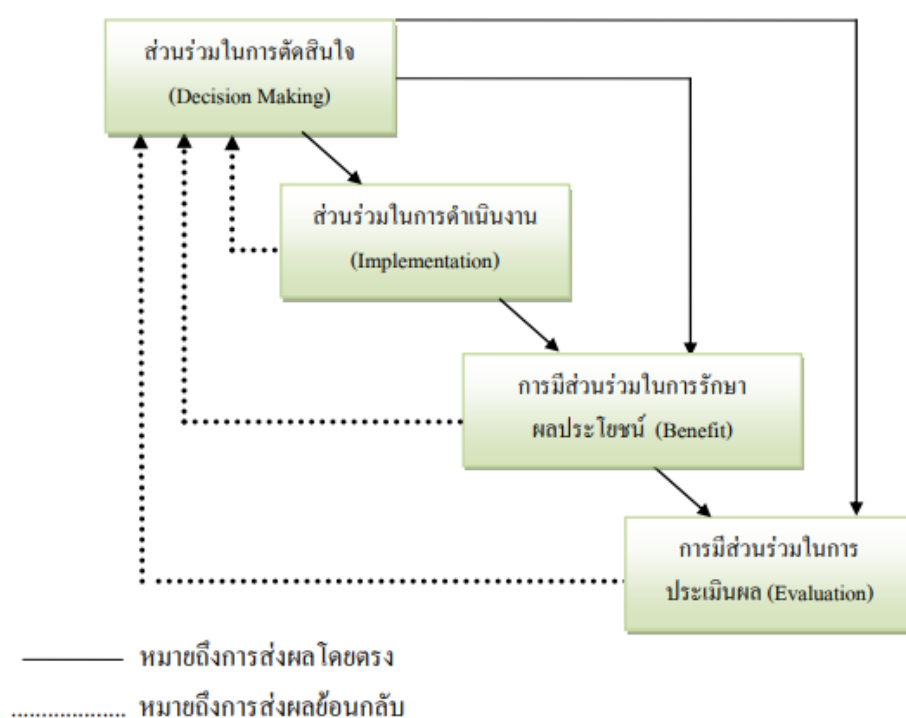 ส่วนร่วมในการตัดสินใจ
(Decision Making)
ส่วนร่วมในการดำเนินงาน
(Implementation)
การมีส่วนร่วมในการรักษา
ผลประโยชน์ (Benefit)
การมีส่วนร่วมในการ
ประเมินผล (Evaluation)
หมายถึงการส่งผลโดยตรง
หมายถึงการส่งผลย้อนกลับ